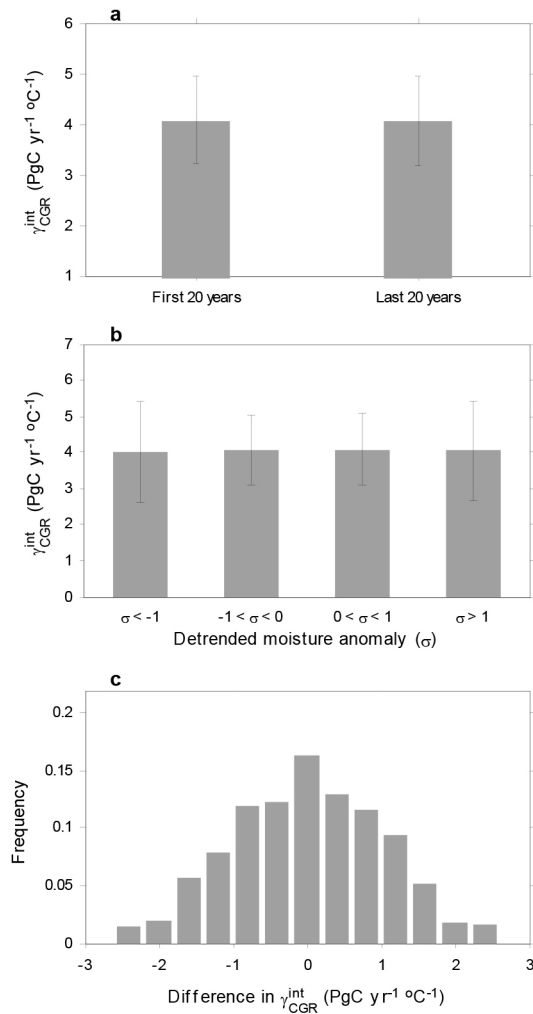 a
6
5
4
3
2
1
γ^int_CGR (PgC yr⁻¹ ºC⁻¹)
First 20 years Last 20 years
b
7
6
5
4
3
2
1
0
γ^int_CGR (PgC yr⁻¹ ºC⁻¹)
σ < -1 -1 < σ < 0 0 < σ < 1 σ > 1
Detrended moisture anomaly (σ)
c
0.2
0.15
0.1
0.05
0
Frequency
-3 -2 -1 0 1 2 3
Difference in γ^int_CGR (PgC yr⁻¹ ºC⁻¹)